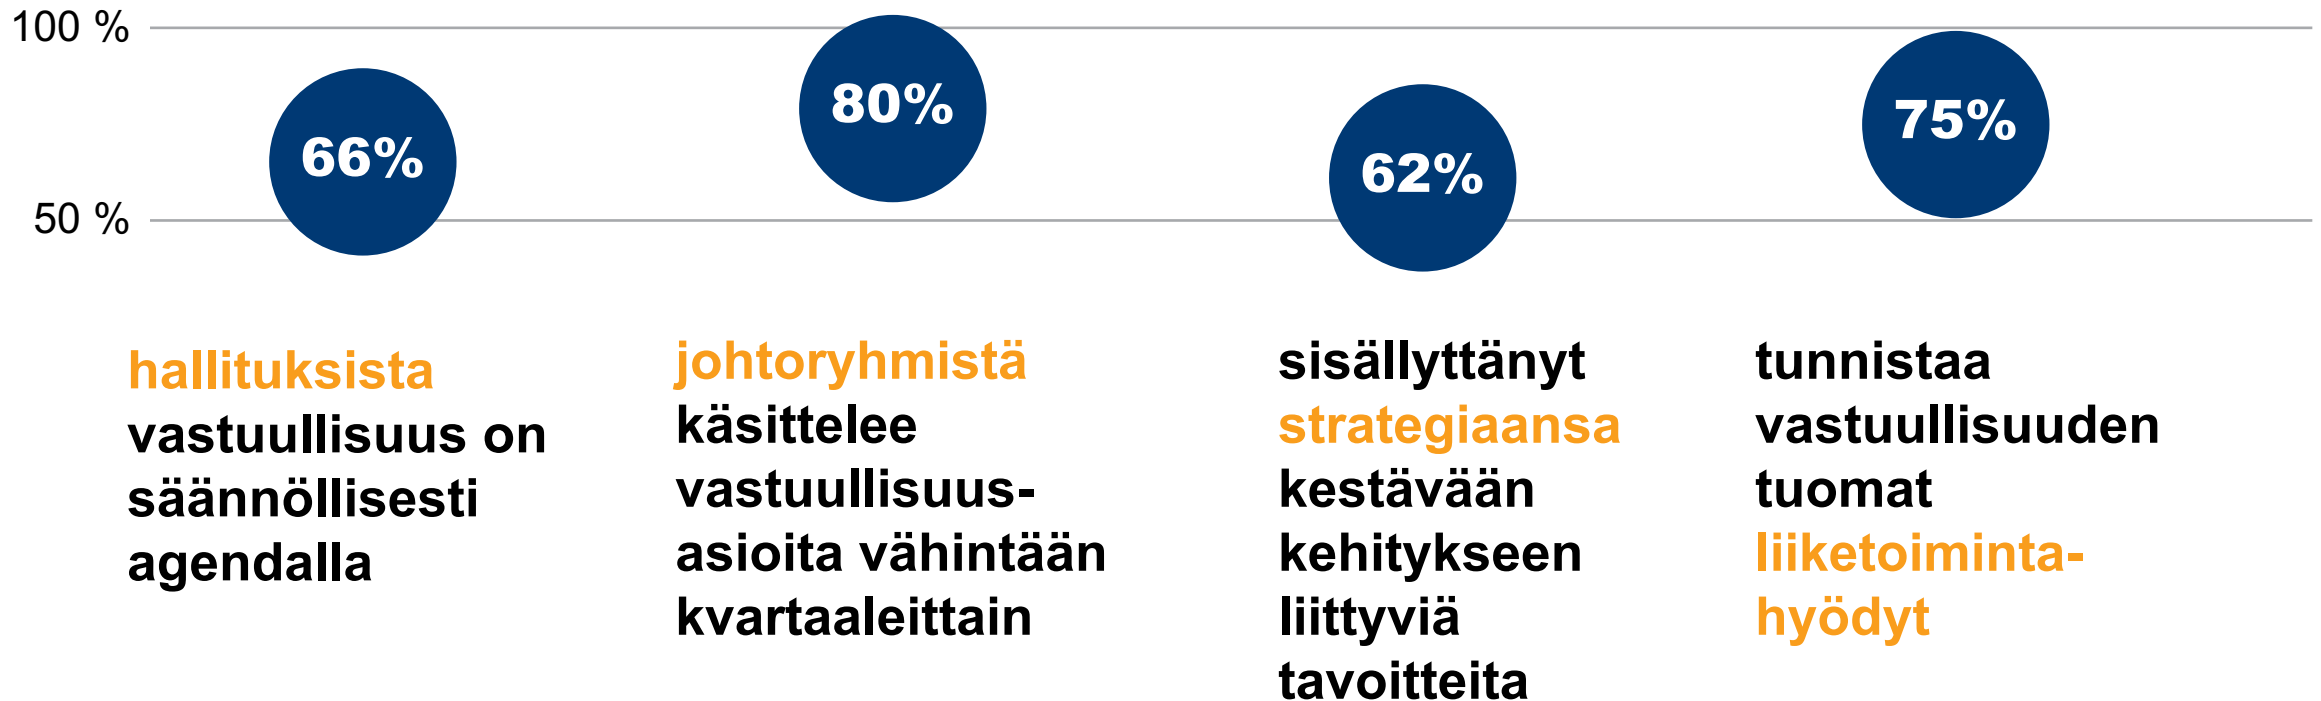 100 %
50 %
66%
80%
62%
75%
hallituksista
vastuullisuus on
säännöllisesti
agendalla
johtoryhmistä
käsittelee
vastuullisuus-
asioita vähintään
kvartaaleittain
sisällyttänyt
strategiaansa
kestävään
kehitykseen
liittyviä
tavoitteita
tunnistaa
vastuullisuuden
tuomat
liiketoiminta-
hyödyt